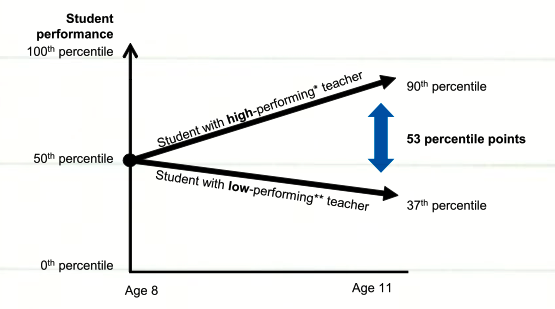 Student
performance
100th percentile
Student with high-performing* teacher
90th percentile
53 percentile points
50th percentile
Student with low-performing** teacher
37th percentile
0th percentile
Age 8
Age 11